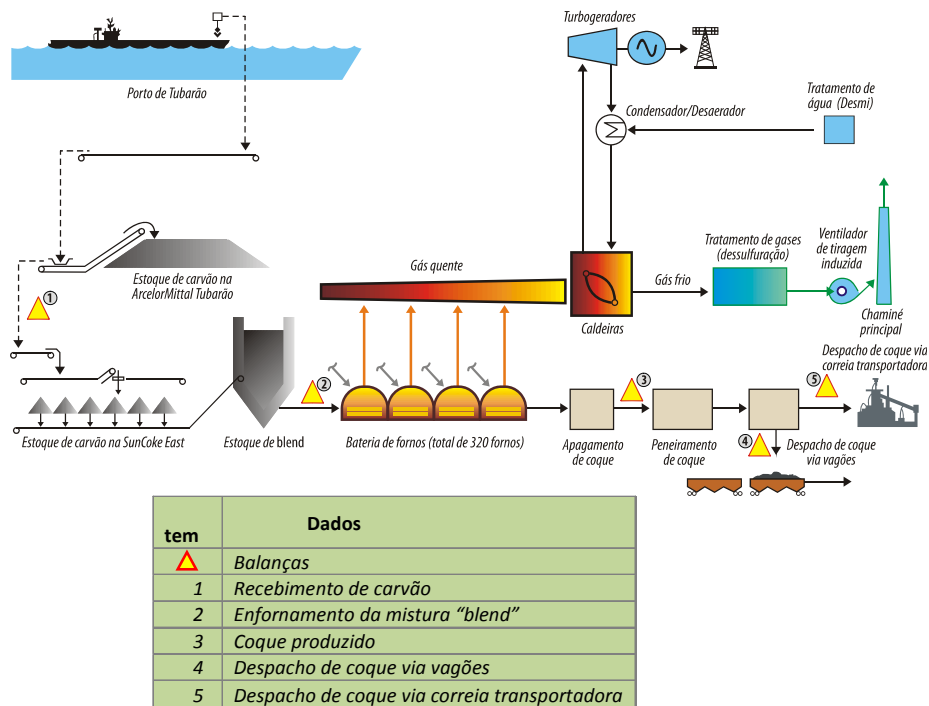 Turbogeradores
Porto de Tubarão
Condensador/Desaerador
Tratamento de
água (Desmi)
Estoque de carvão na
ArcelorMittal Tubarão
1
Gás quente
Caldeiras
Gás frio
Tratamento de gases
(dessulfuração)
Ventilador
de tiragem
induzida
Chaminé
principal
Estoque de carvão na SunCoke East
Estoque de blend
2
Bateria de fornos (total de 320 fornos)
Apagamento
de coque
3
Peneiramento
de coque
4
5
Despacho de coque via
correia transportadora
Despacho de coque
via vagões
tem Dados
Balanças
1 Recebimento de carvão
2 Enfornamento da mistura “blend”
3 Coque produzido
4 Despacho de coque via vagões
5 Despacho de coque via correia transportadora